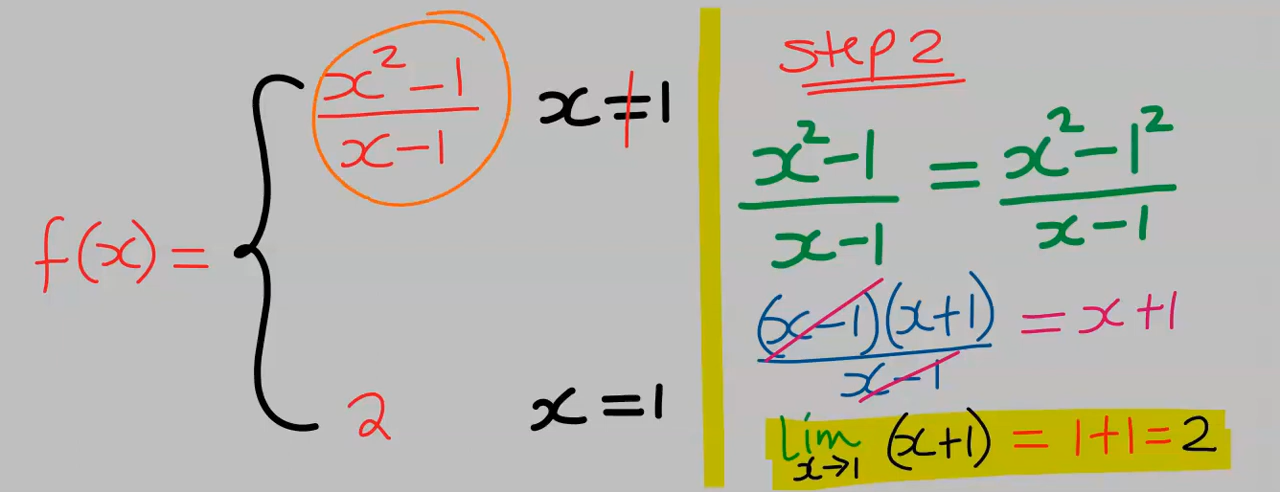 f(x) = { (x² - 1)/(x - 1)   x ≠ 1
2   x = 1
Step 2
(x² - 1)/(x - 1) = (x² - 1²)/(x - 1)
(x - 1)(x + 1)/(x - 1) = x + 1
lim x→1 (x + 1) = 1 + 1 = 2